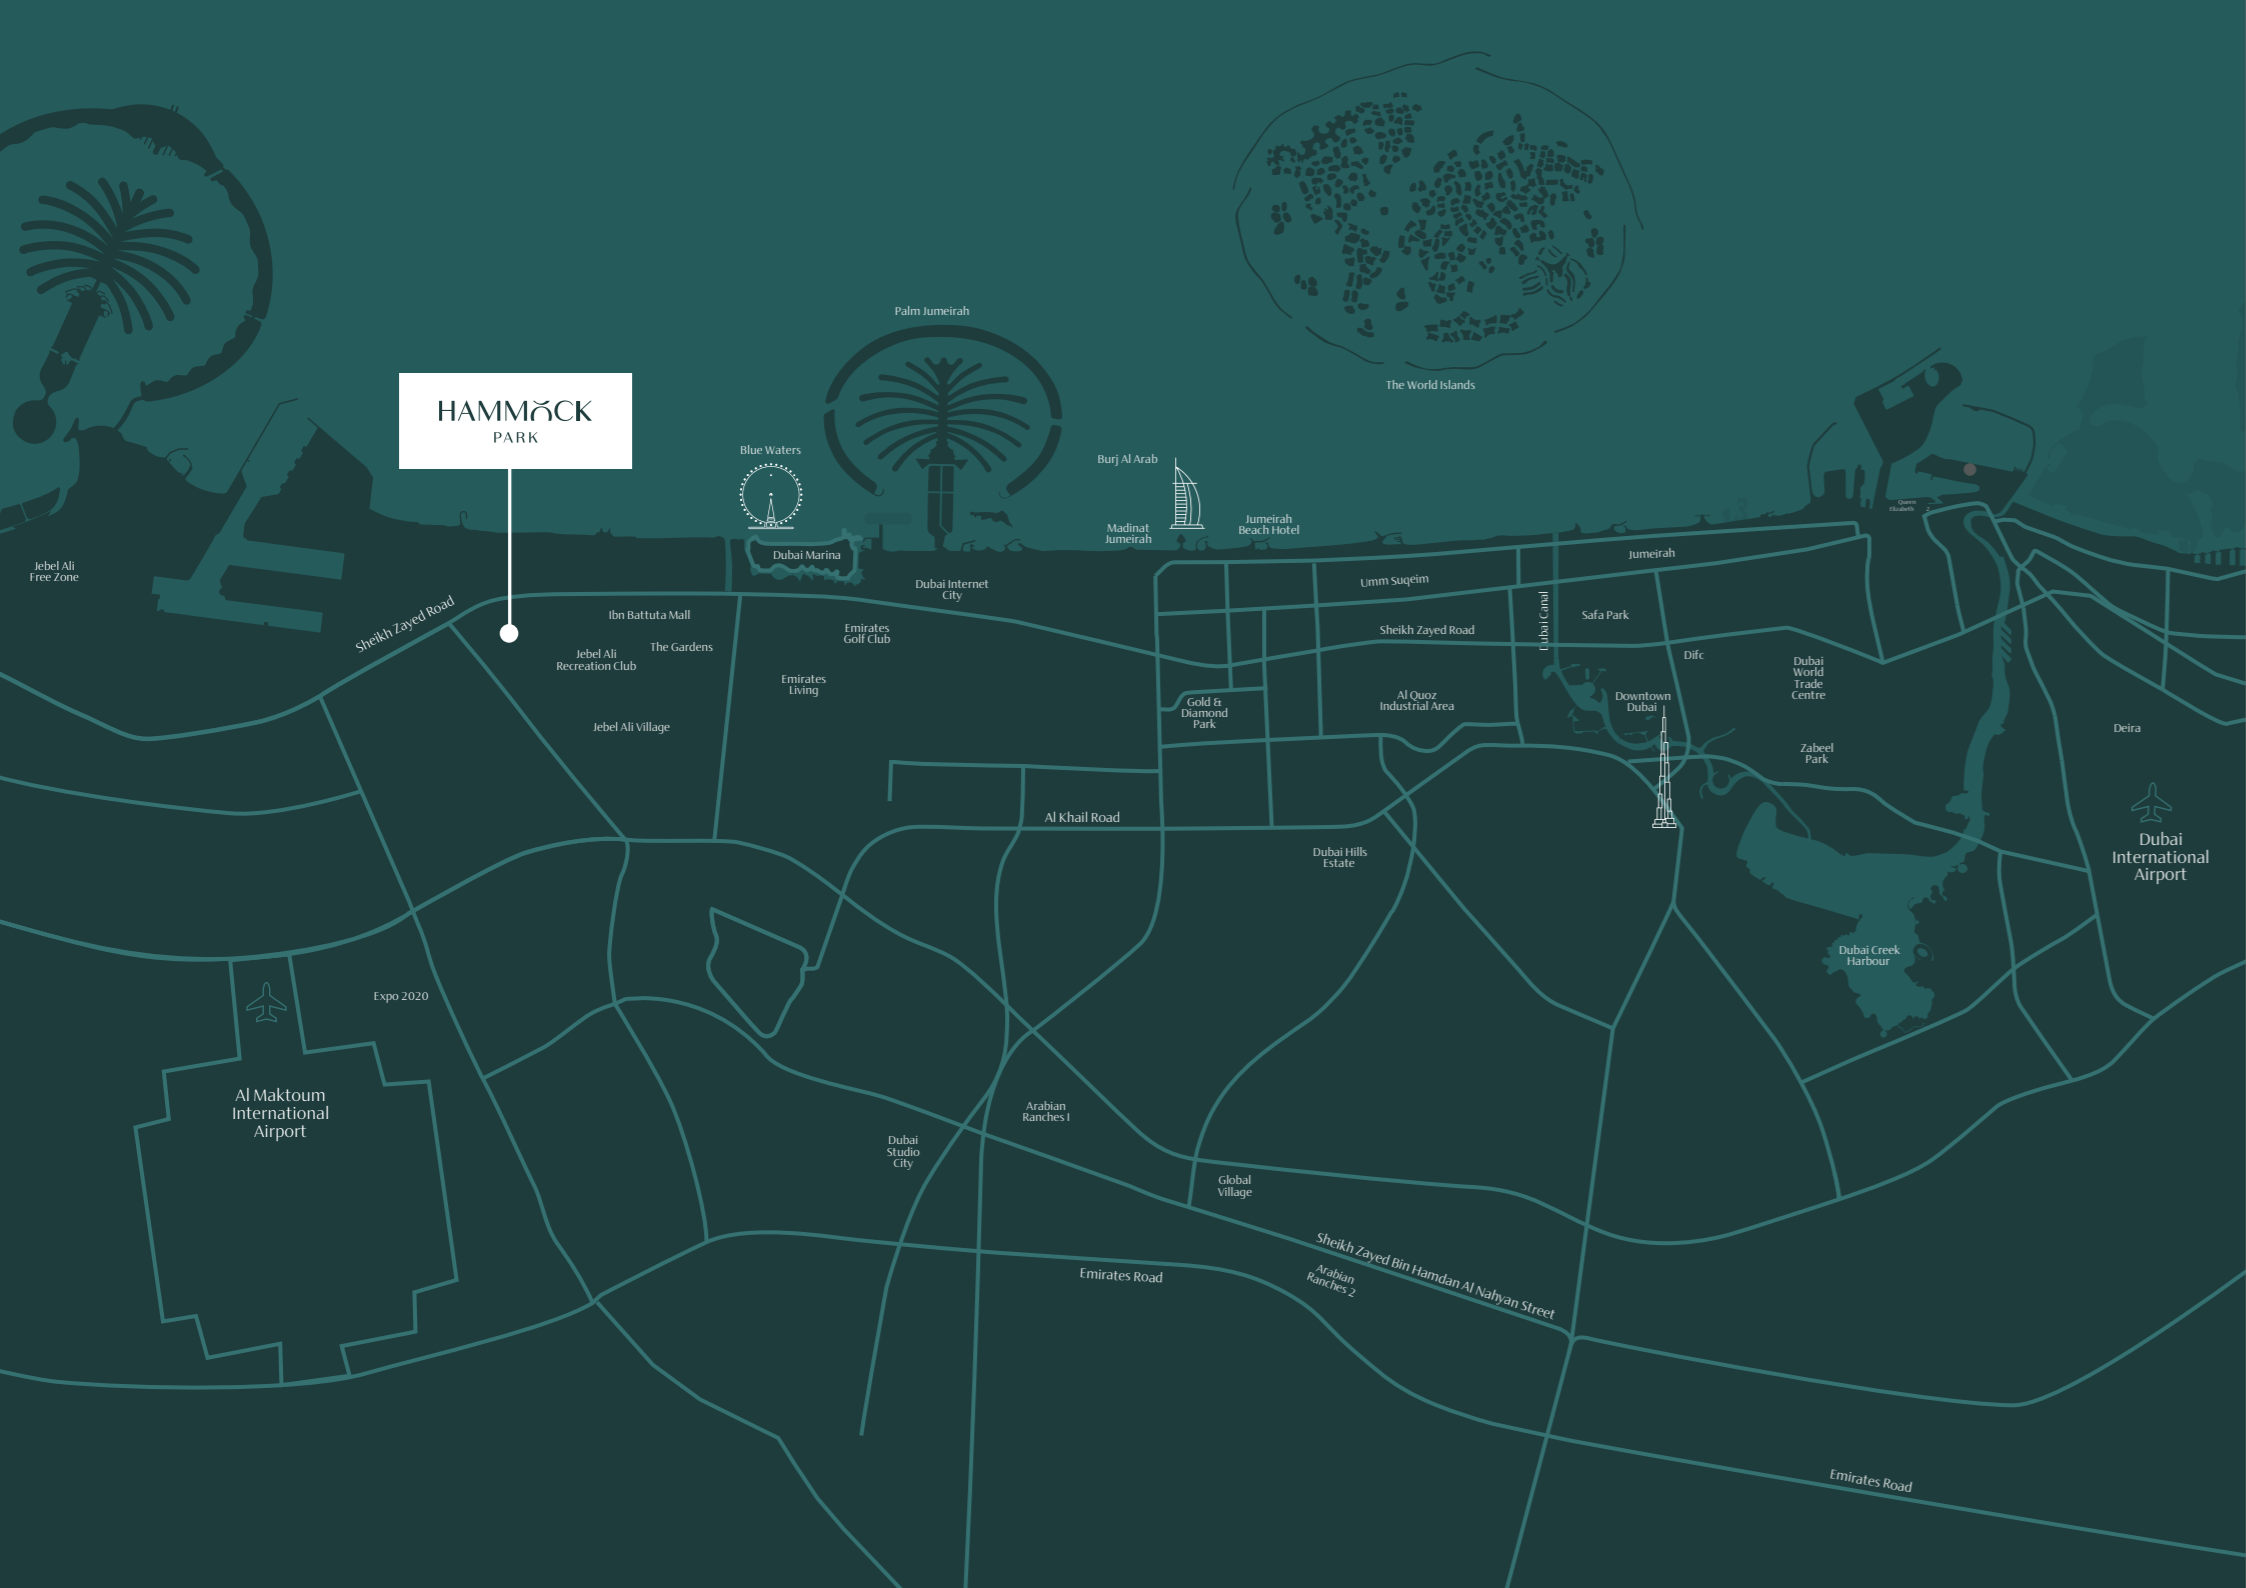 Palm Jumeirah
The World Islands
HAMMOCK
PARK
Blue Waters
Burj Al Arab
Madinat
Jumeirah
Jumeirah
Beach Hotel
Queen
Elizabeth 2
Dubai Marina
Jumeirah
Jebel Ali
Free Zone
Dubai Internet
City
Umm Suqeim
Sheikh Zayed Road
Ibn Battuta Mall
Dubai Canal
Safa Park
Emirates
Golf Club
Sheikh Zayed Road
The Gardens
Jebel Ali
Recreation Club
Difc
Dubai
World
Trade
Centre
Emirates
Living
Gold &
Diamond
Park
Al Quoz
Industrial Area
Downtown
Dubai
Jebel Ali Village
Deira
Zabeel
Park
Al Khail Road
Dubai Hills
Estate
Dubai
International
Airport
Dubai Creek
Harbour
Expo 2020
Al Maktoum
International
Airport
Arabian
Ranches I
Dubai
Studio
City
Global
Village
Sheikh Zayed Bin Hamdan Al Nahyan Street
Arabian
Ranches 2
Emirates Road
Emirates Road